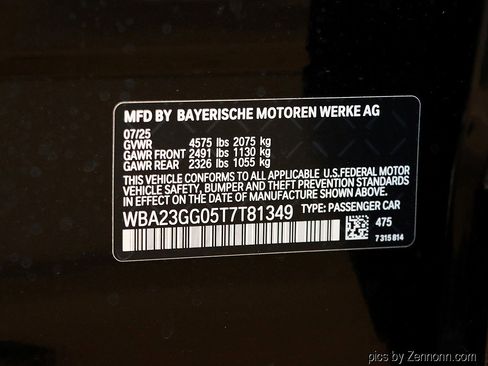 MFD BY BAYERISCHE MOTOREN WERKE AG
07/25
GVWR 4575 lbs 2075 kg
GAWR FRONT 2491 lbs 1130 kg
GAWR REAR 2326 lbs 1055 kg
THIS VEHICLE CONFORMS TO ALL APPLICABLE U.S.FEDERAL MOTOR
VEHICLE SAFETY, BUMPER AND THEFT PREVENTION STANDARDS
IN EFFECT ON THE DATE OF MANUFACTURE SHOWN ABOVE.
WBA23GG05T7T81349 TYPE: PASSENGER CAR
475
7 315 814
pics by Zennonn.com